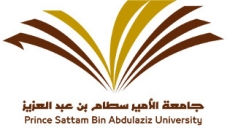 جامعة الأمير سطام بن عبد العزيز
Prince Sattam Bin Abdulaziz University